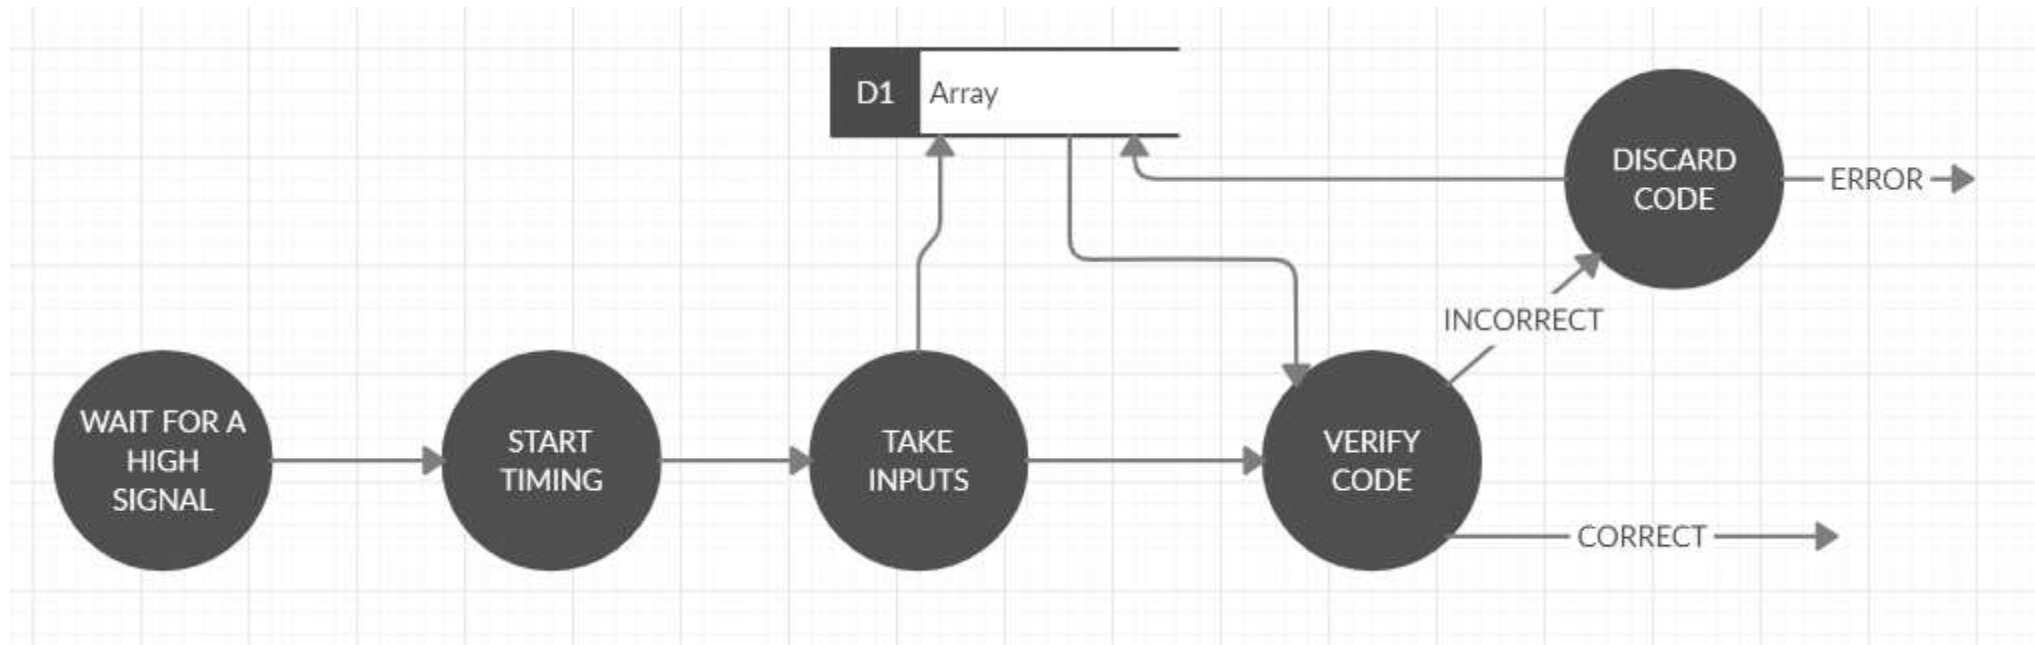 D1 Array
DISCARD
CODE
ERROR
INCORRECT
WAIT FOR A
HIGH
SIGNAL
START
TIMING
TAKE
INPUTS
VERIFY
CODE
CORRECT